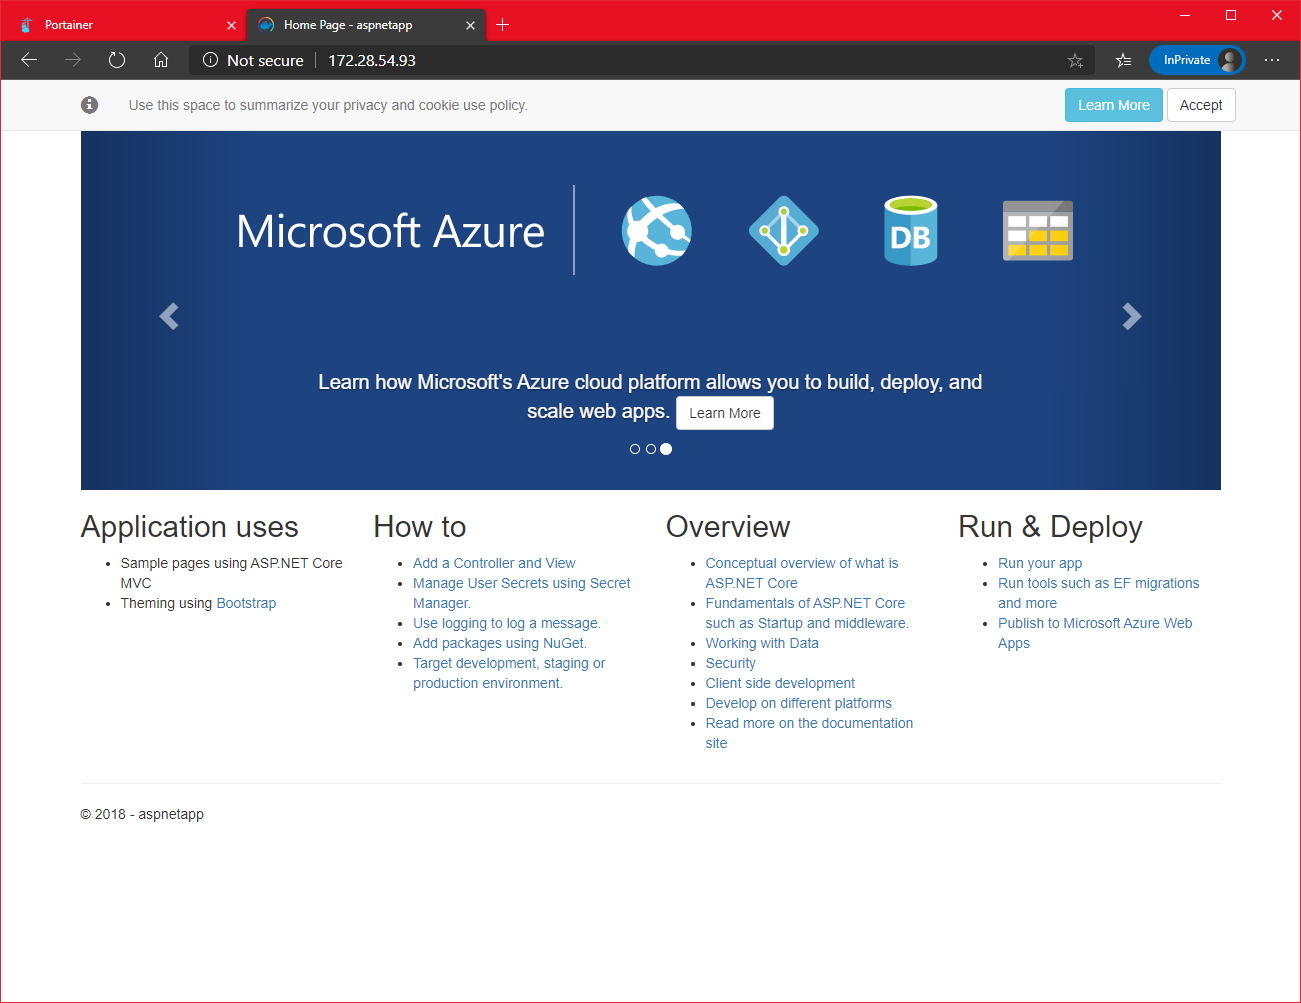 Portainer
Home Page - aspnetapp
Not secure
172.28.54.93
InPrivate
Use this space to summarize your privacy and cookie use policy.
Learn More
Accept
Microsoft Azure
DB
Learn how Microsoft's Azure cloud platform allows you to build, deploy, and
scale web apps. Learn More
Application uses
Sample pages using ASP.NET Core
MVC
Theming using Bootstrap
How to
Add a Controller and View
Manage User Secrets using Secret
Manager.
Use logging to log a message.
Add packages using NuGet.
Target development, staging or
production environment.
Overview
Conceptual overview of what is
ASP.NET Core
Fundamentals of ASP.NET Core
such as Startup and middleware.
Working with Data
Security
Client side development
Develop on different platforms
Read more on the documentation
site
Run & Deploy
Run your app
Run tools such as EF migrations
and more
Publish to Microsoft Azure Web
Apps
© 2018 - aspnetapp